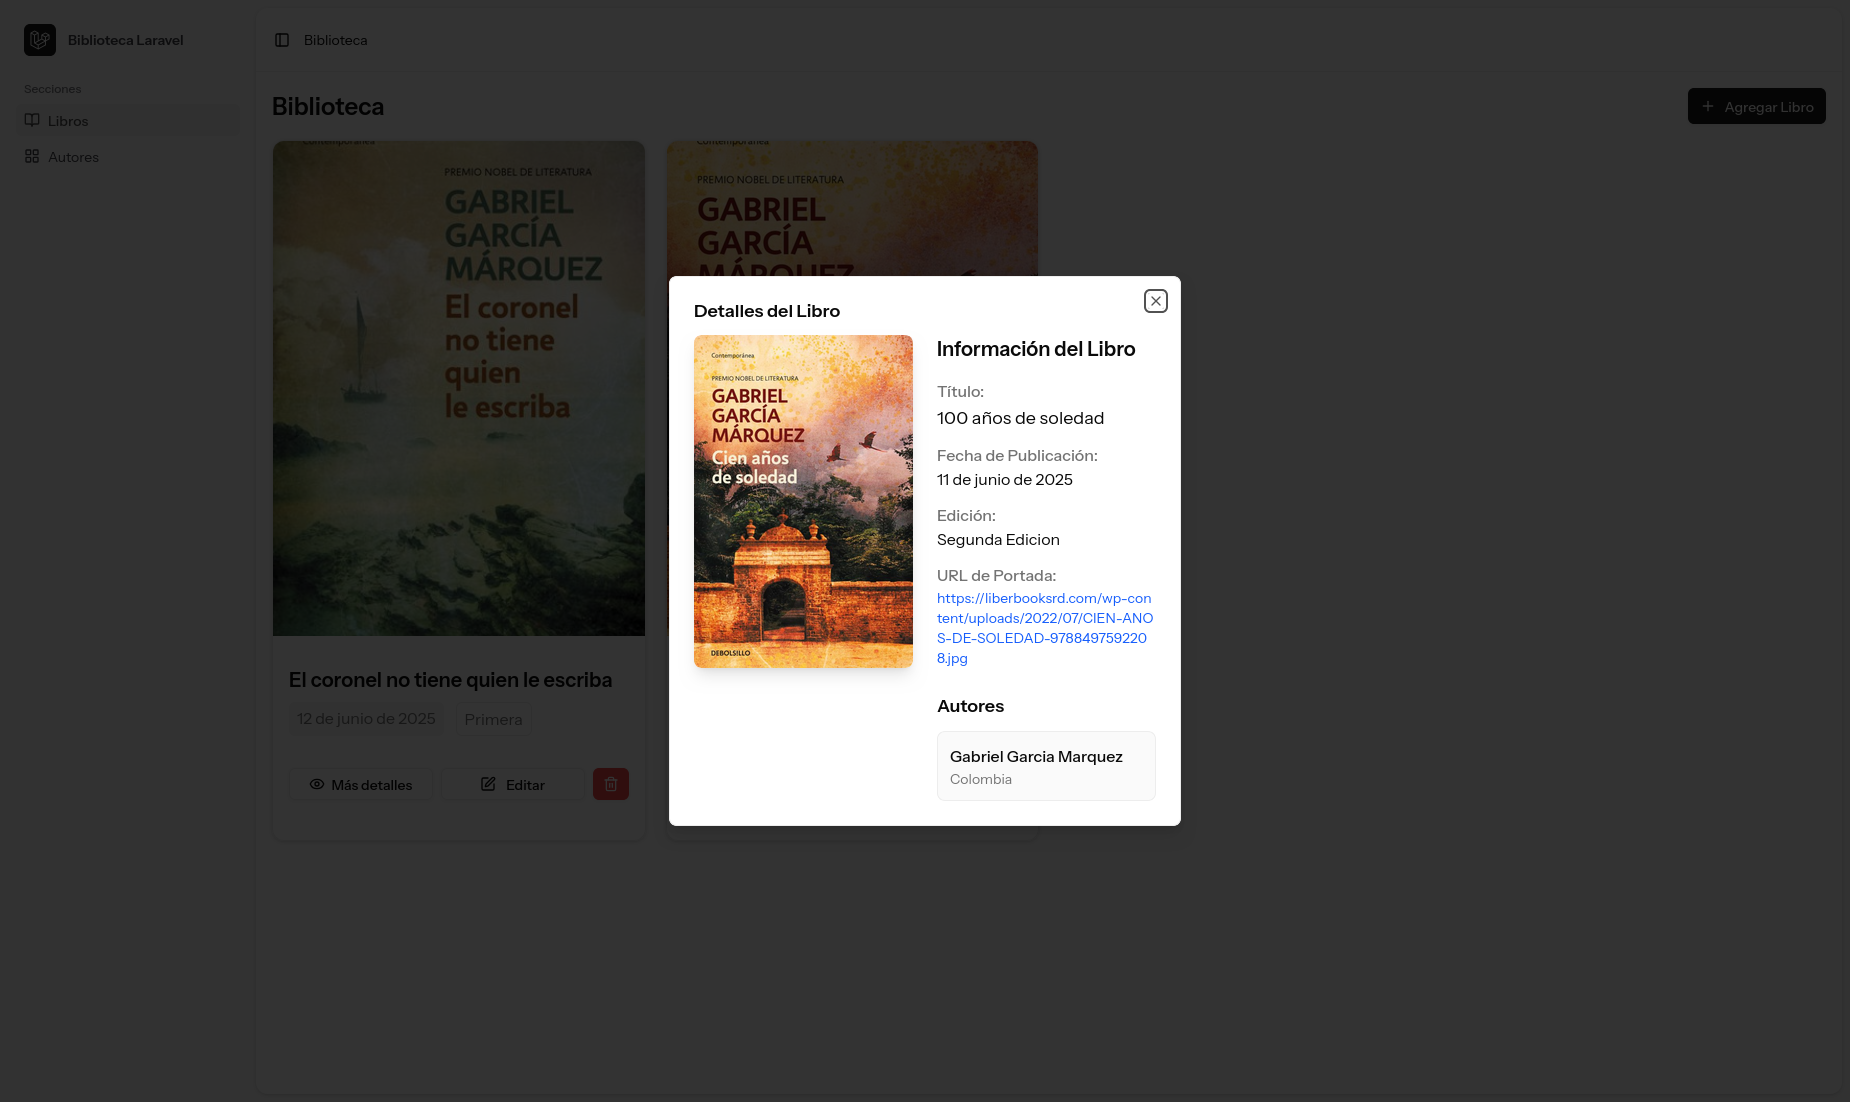 Biblioteca Laravel
Secciones
Libros
Autores
Biblioteca
Biblioteca
Agregar Libro
Contemporánea
PREMIO NOBEL DE LITERATURA
GABRIEL
GARCÍA
MÁRQUEZ
El coronel
no tiene
quien
le escriba
El coronel no tiene quien le escriba
12 de junio de 2025
Primera
Más detalles
Editar
Contemporánea
PREMIO NOBEL DE LITERATURA
GABRIEL
GARCÍA
MÁRQUEZ
Detalles del Libro
Contemporánea
PREMIO NOBEL DE LITERATURA
GABRIEL
GARCÍA
MÁRQUEZ
Cien años
de soledad
DEBOLSILLO
Información del Libro
Título:
100 años de soledad
Fecha de Publicación:
11 de junio de 2025
Edición:
Segunda Edicion
URL de Portada:
https://liberbooksrd.com/wp-con
tent/uploads/2022/07/CIEN-ANO
S-DE-SOLEDAD-978849759220
8.jpg
Autores
Gabriel Garcia Marquez
Colombia